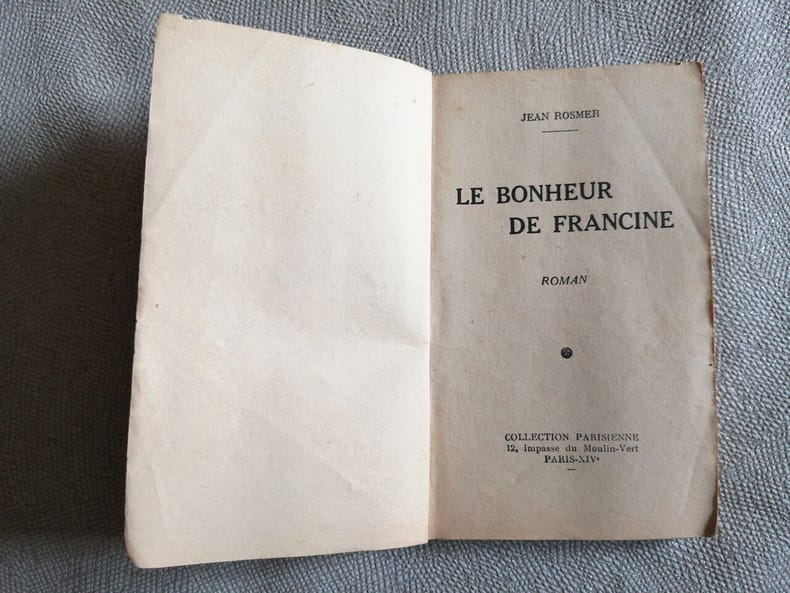 JEAN ROSMER
LE BONHEUR
DE FRANCINE
ROMAN
COLLECTION PARISIENNE
12, Impasse du Moulin-Vert
PARIS-XIVᵉ